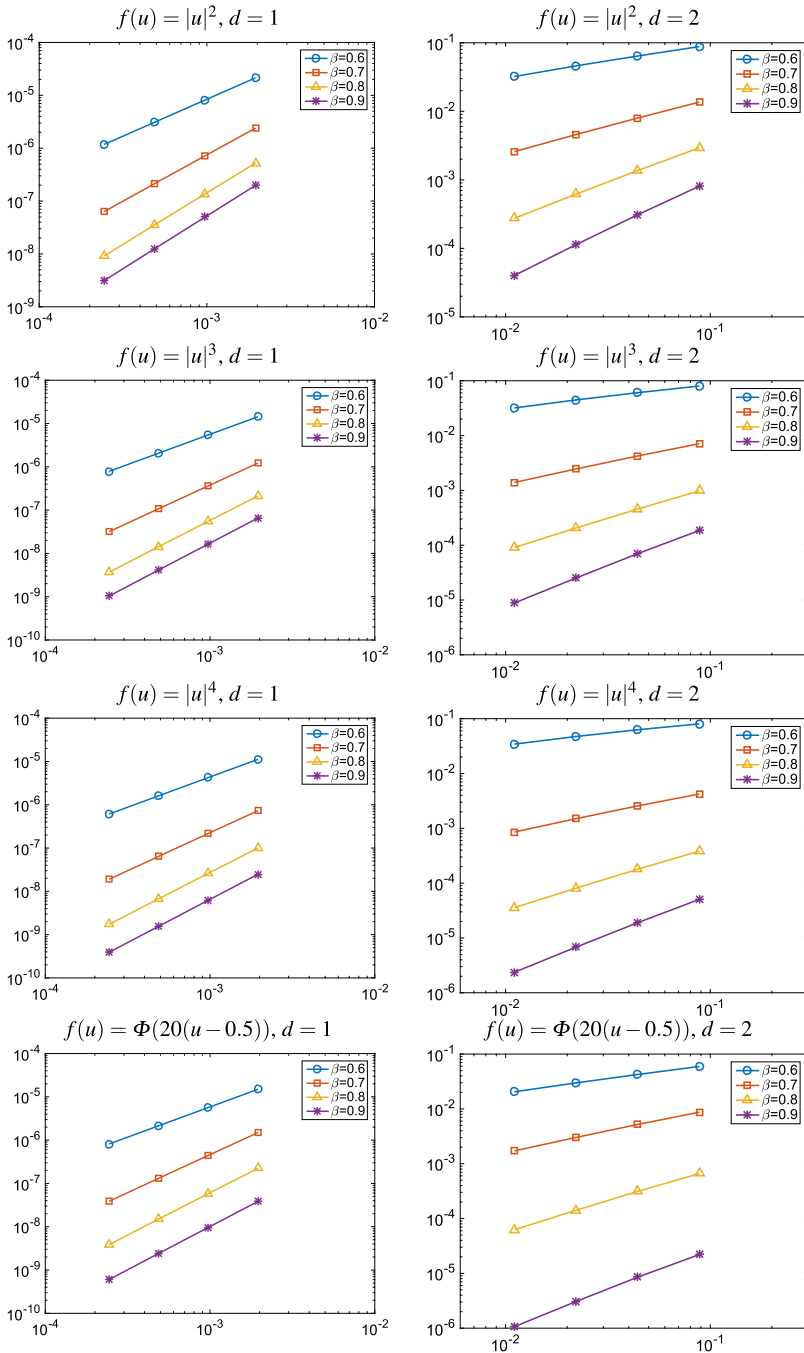 f(u) = |u|², d = 1
10⁻⁴
10⁻⁵
10⁻⁶
10⁻⁷
10⁻⁸
10⁻⁹
10⁻⁴
10⁻³
10⁻²
β=0.6
β=0.7
β=0.8
β=0.9
f(u) = |u|², d = 2
10⁻¹
10⁻²
10⁻³
10⁻⁴
10⁻⁵
10⁻²
10⁻¹
β=0.6
β=0.7
β=0.8
β=0.9
f(u) = |u|³, d = 1
10⁻⁴
10⁻⁵
10⁻⁶
10⁻⁷
10⁻⁸
10⁻⁹
10⁻¹⁰
10⁻⁴
10⁻³
10⁻²
β=0.6
β=0.7
β=0.8
β=0.9
f(u) = |u|³, d = 2
10⁻¹
10⁻²
10⁻³
10⁻⁴
10⁻⁵
10⁻⁶
10⁻²
10⁻¹
β=0.6
β=0.7
β=0.8
β=0.9
f(u) = |u|⁴, d = 1
10⁻⁴
10⁻⁵
10⁻⁶
10⁻⁷
10⁻⁸
10⁻⁹
10⁻¹⁰
10⁻⁴
10⁻³
10⁻²
β=0.6
β=0.7
β=0.8
β=0.9
f(u) = |u|⁴, d = 2
10⁻¹
10⁻²
10⁻³
10⁻⁴
10⁻⁵
10⁻⁶
10⁻²
10⁻¹
β=0.6
β=0.7
β=0.8
β=0.9
f(u) = Φ(20(u − 0.5)), d = 1
10⁻⁴
10⁻⁵
10⁻⁶
10⁻⁷
10⁻⁸
10⁻⁹
10⁻¹⁰
10⁻⁴
10⁻³
10⁻²
β=0.6
β=0.7
β=0.8
β=0.9
f(u) = Φ(20(u − 0.5)), d = 2
10⁻¹
10⁻²
10⁻³
10⁻⁴
10⁻⁵
10⁻⁶
10⁻²
10⁻¹
β=0.6
β=0.7
β=0.8
β=0.9